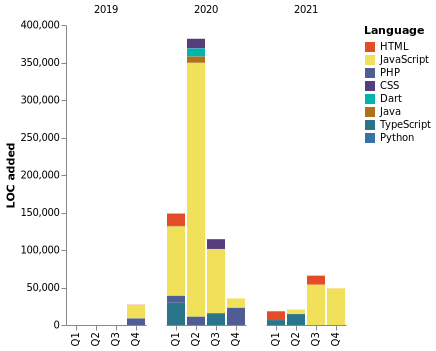 2019 2020 2021
Language
HTML
JavaScript
PHP
CSS
Dart
Java
TypeScript
Python
LOC added
400,000
350,000
300,000
250,000
200,000
150,000
100,000
50,000
0
Q1 Q2 Q3 Q4 Q1 Q2 Q3 Q4 Q1 Q2 Q3 Q4